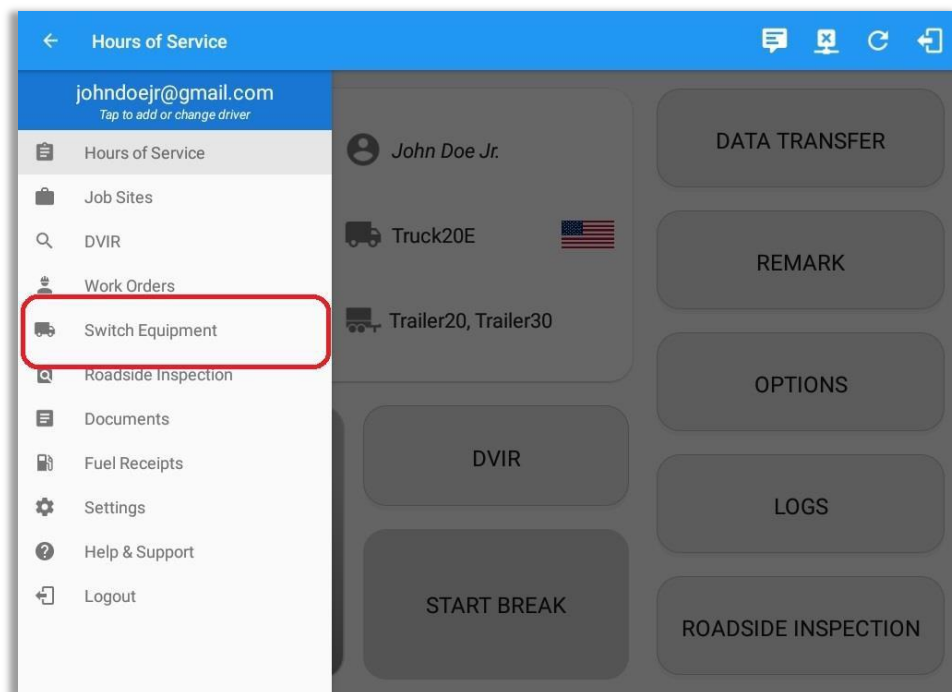 Hours of Service
johndoejr@gmail.com
Tap to add or change driver
Hours of Service
Job Sites
DVIR
Work Orders
Switch Equipment
Roadside Inspection
Documents
Fuel Receipts
Settings
Help & Support
Logout
John Doe Jr.
Truck20E
Trailer20, Trailer30
DVIR
START BREAK
DATA TRANSFER
REMARK
OPTIONS
LOGS
ROADSIDE INSPECTION